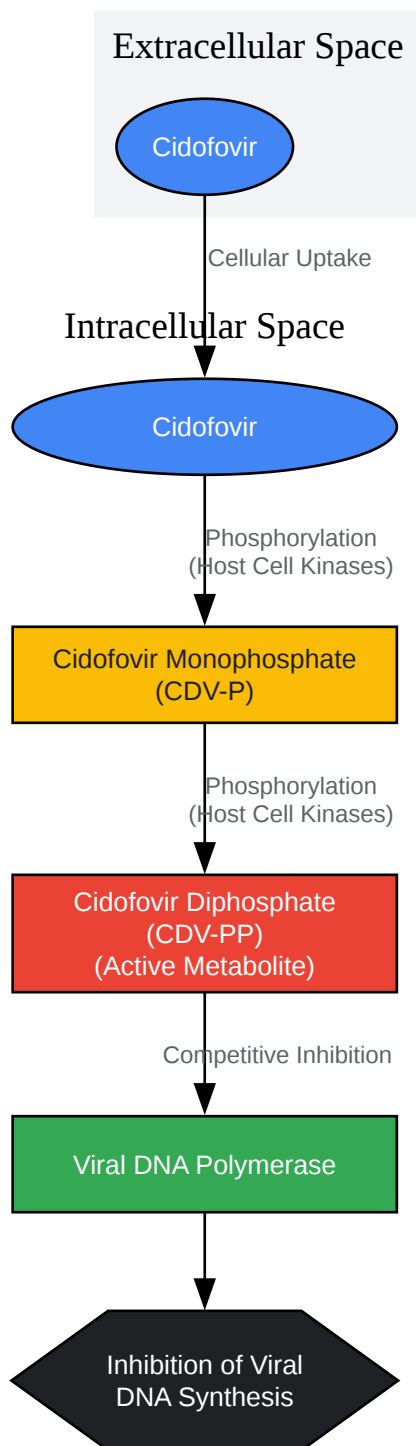 Extracellular Space
Cidofovir
Cellular Uptake
Intracellular Space
Cidofovir
Phosphorylation
(Host Cell Kinases)
Cidofovir Monophosphate
(CDV-P)
Phosphorylation
(Host Cell Kinases)
Cidofovir Diphosphate
(CDV-PP)
(Active Metabolite)
Competitive Inhibition
Viral DNA Polymerase
Inhibition of Viral
DNA Synthesis